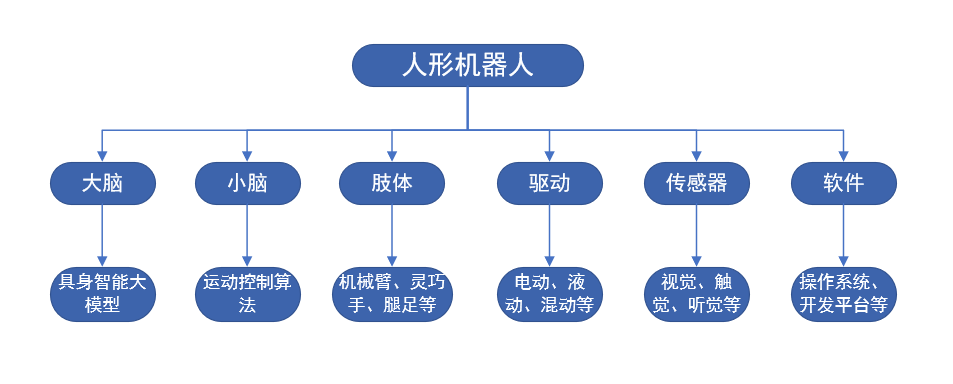 人形机器人
大脑
小脑
肢体
驱动
传感器
软件
具身智能大
模型
运动控制算
法
机械臂、灵巧
手、腿足等
电动、液
动、混动等
视觉、触
觉、听觉等
操作系统、
开发平台等